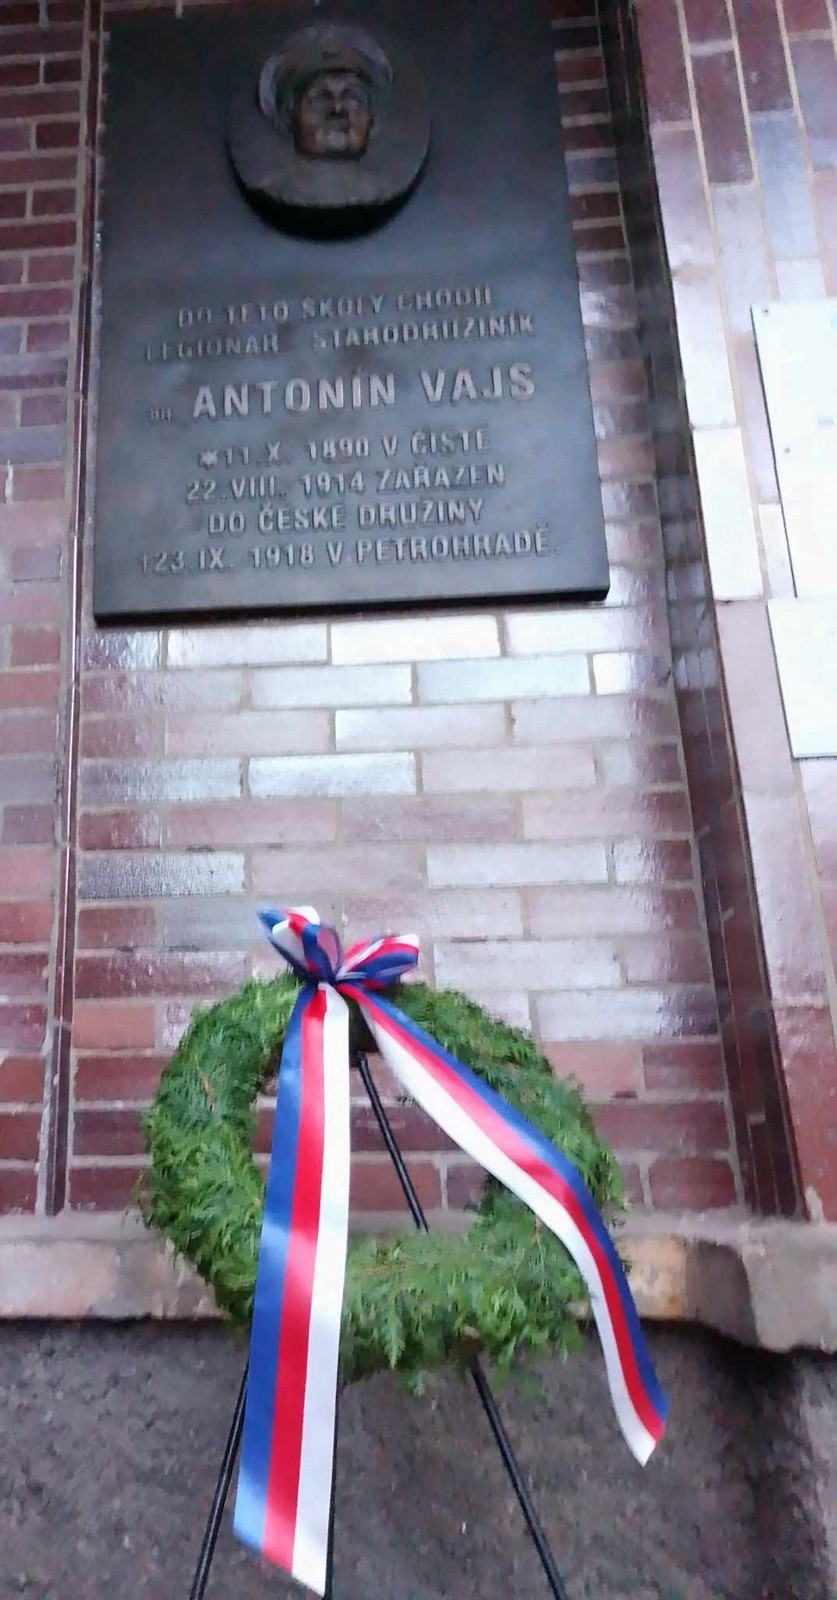 DO TÉTO ŠKOLY CHODIL
LEGIONÁŘ STARODRUŽINÍK
BR. ANTONÍN VAJS
*11. X. 1890 V ČISTÉ
22. VIII. 1914 ZAŘAZEN
DO ČESKÉ DRUŽINY
†23. IX. 1918 V PETROHRADĚ